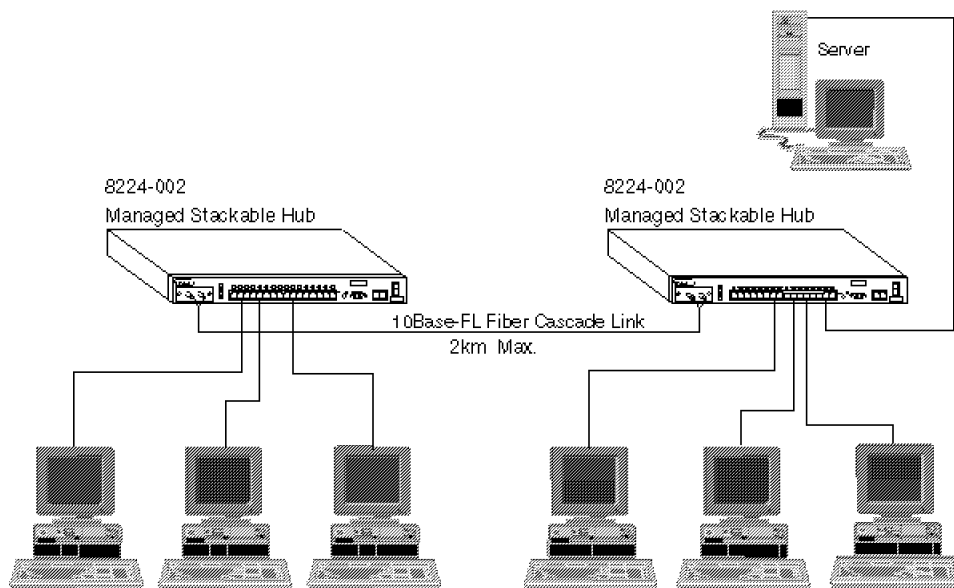 Server
8224-002
Managed Stackable Hub
8224-002
Managed Stackable Hub
10Base-FL Fiber Cascade Link
2km Max.